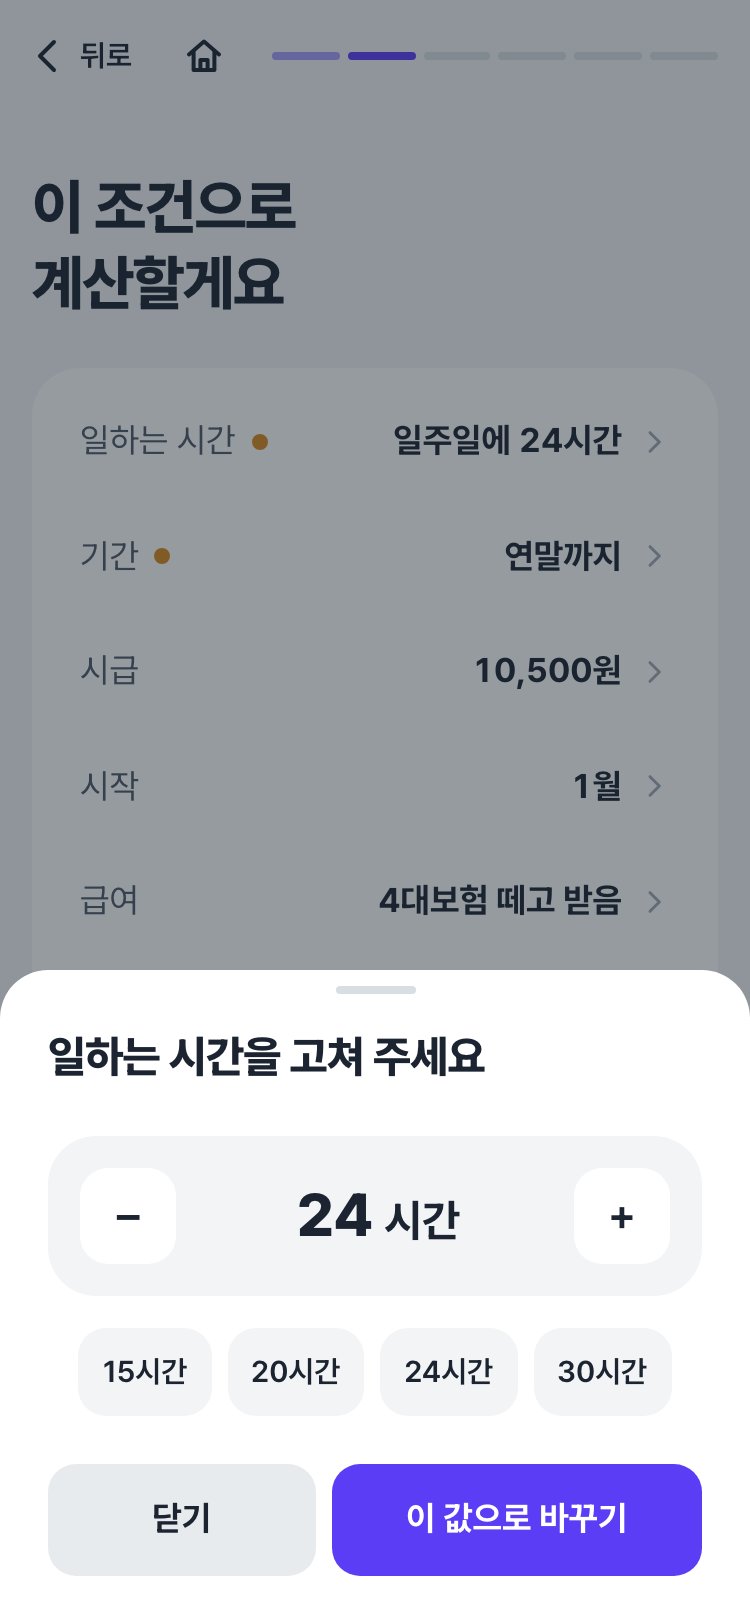 뒤로
이 조건으로
계산할게요
일하는 시간 일주일에 24시간
기간 연말까지
시급 10,500원
시작 1월
급여 4대보험 떼고 받음
일하는 시간을 고쳐 주세요
− 24 시간 +
15시간 20시간 24시간 30시간
닫기 이 값으로 바꾸기